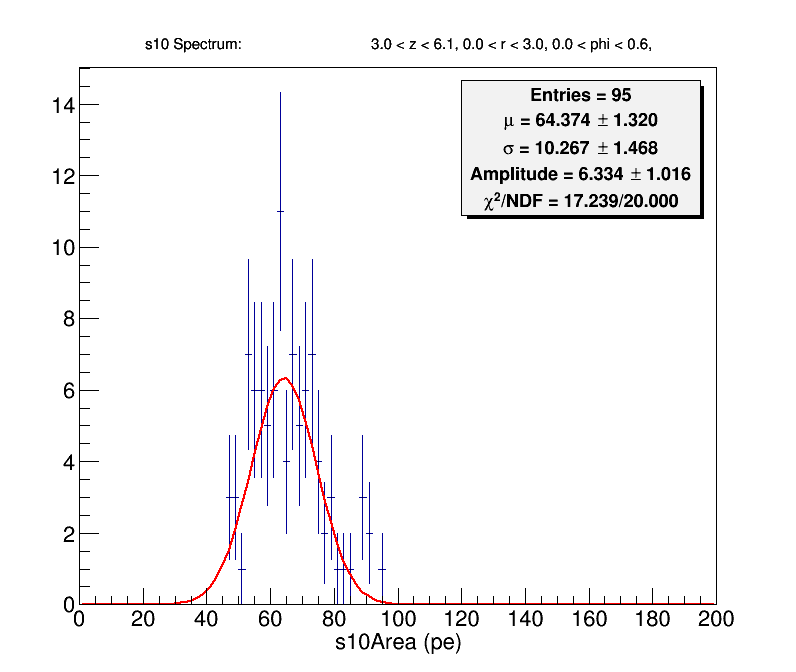 s10 Spectrum: 3.0 < z < 6.1, 0.0 < r < 3.0, 0.0 < phi < 0.6,
Entries = 95
μ = 64.374 ± 1.320
σ = 10.267 ± 1.468
Amplitude = 6.334 ± 1.016
χ²/NDF = 17.239/20.000
14
12
10
8
6
4
2
0
0 20 40 60 80 100 120 140 160 180 200
s10Area (pe)